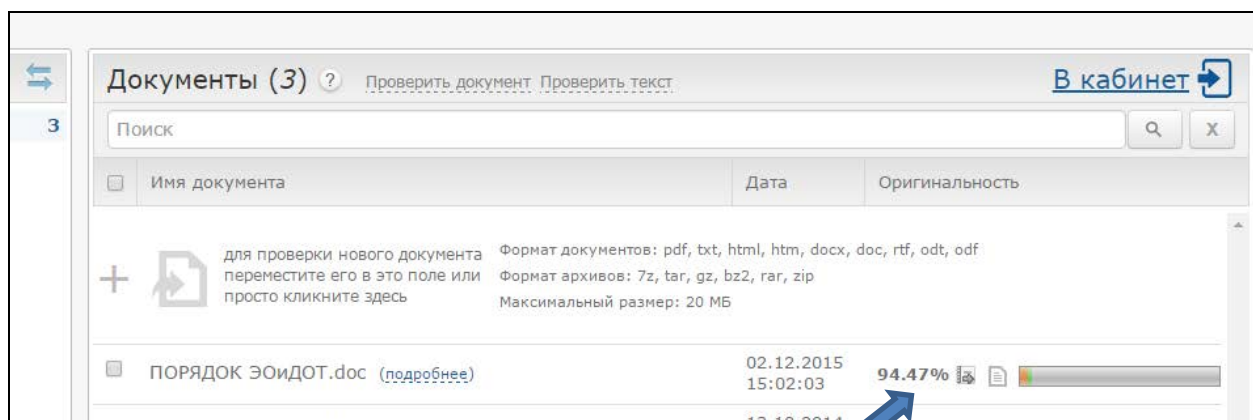 Документы (3) ? Проверить документ Проверить текст В кабинет
3
Поиск X
Имя документа Дата Оригинальность
для проверки нового документа
переместите его в это поле или
просто кликните здесь
Формат документов: pdf, txt, html, htm, docx, doc, rtf, odt, odf
Формат архивов: 7z, tar, gz, bz2, rar, zip
Максимальный размер: 20 МБ
ПОРЯДОК ЭОиДОТ.doc (подробнее)
02.12.2015
15:02:03
94.47%